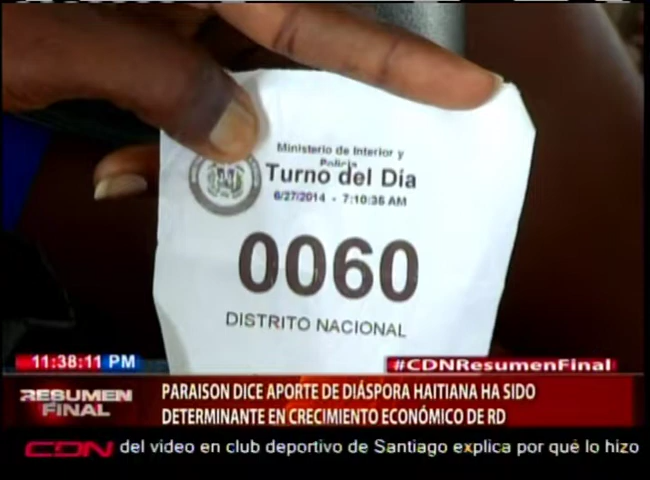 Ministerio de Interior y
Policía
Turno del Día
6/27/2014 - 7:10:36 AM
0060
DISTRITO NACIONAL
11:38:11 PM
#CDNResumenFinal
RESUMEN
FINAL
PARAISON DICE APORTE DE DIÁSPORA HAITIANA HA SIDO
DETERMINANTE EN CRECIMIENTO ECONÓMICO DE RD
CDN del video en club deportivo de Santiago explica por qué lo hizo